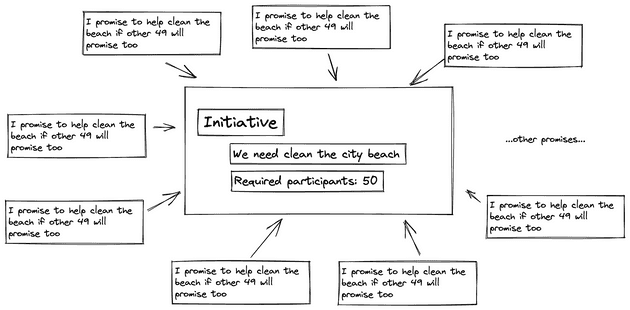 I promise to help clean the
beach if other 49 will
promise too
I promise to help clean the
beach if other 49 will
promise too
I promise to help clean the
beach if other 49 will
promise too
I promise to help clean the
beach if other 49 will
promise too
Initiative
We need clean the city beach
Required participants: 50
...other promises...
I promise to help clean the
beach if other 49 will
promise too
I promise to help clean the
beach if other 49 will
promise too
I promise to help clean the
beach if other 49 will
promise too
I promise to help clean the
beach if other 49 will
promise too